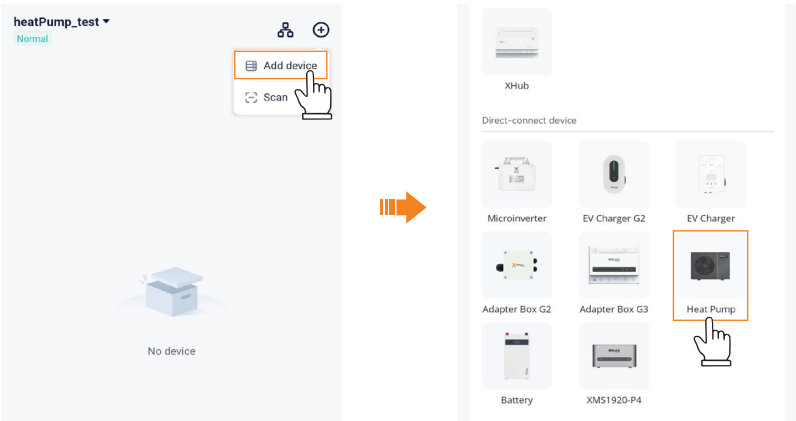 heatPump_test
Normal
Add device
Scan
No device
XHub
Direct-connect device
Microinverter
EV Charger G2
EV Charger
Adapter Box G2
Adapter Box G3
Heat Pump
Battery
XMS1920-P4